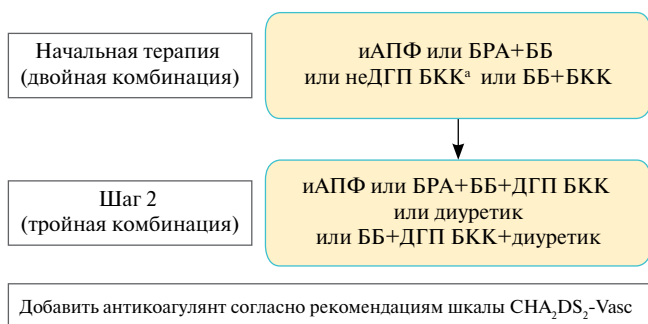 Начальная терапия
(двойная комбинация)
иАПФ или БРА+ББ
или неДГП БККᵃ или ББ+БКК
Шаг 2
(тройная комбинация)
иАПФ или БРА+ББ+ДГП БКК
или диуретик
или ББ+ДГП БКК+диуретик
Добавить антикоагулянт согласно рекомендациям шкалы CHA₂DS₂-Vasc